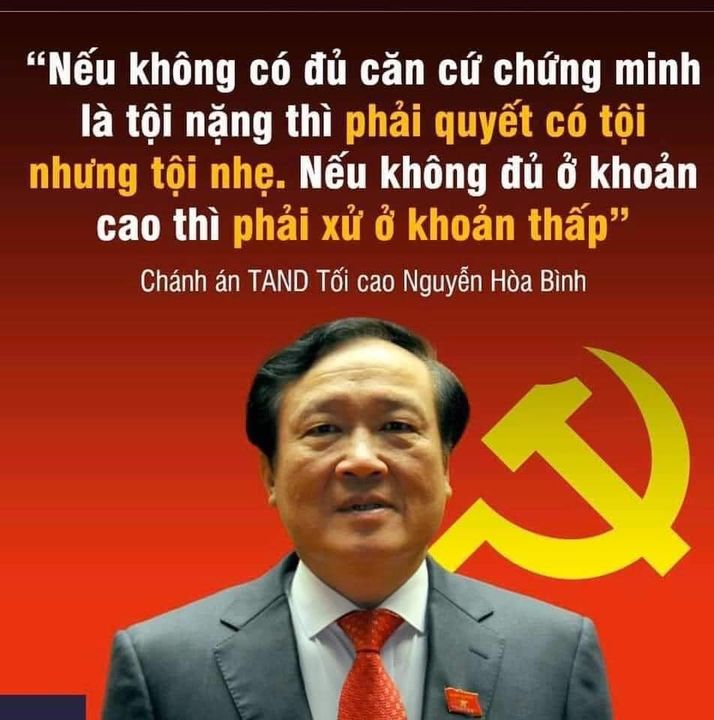 “Nếu không có đủ căn cứ chứng minh
là tội nặng thì phải quyết có tội
nhưng tội nhẹ. Nếu không đủ ở khoản
cao thì phải xử ở khoản thấp”
Chánh án TAND Tối cao Nguyễn Hòa Bình